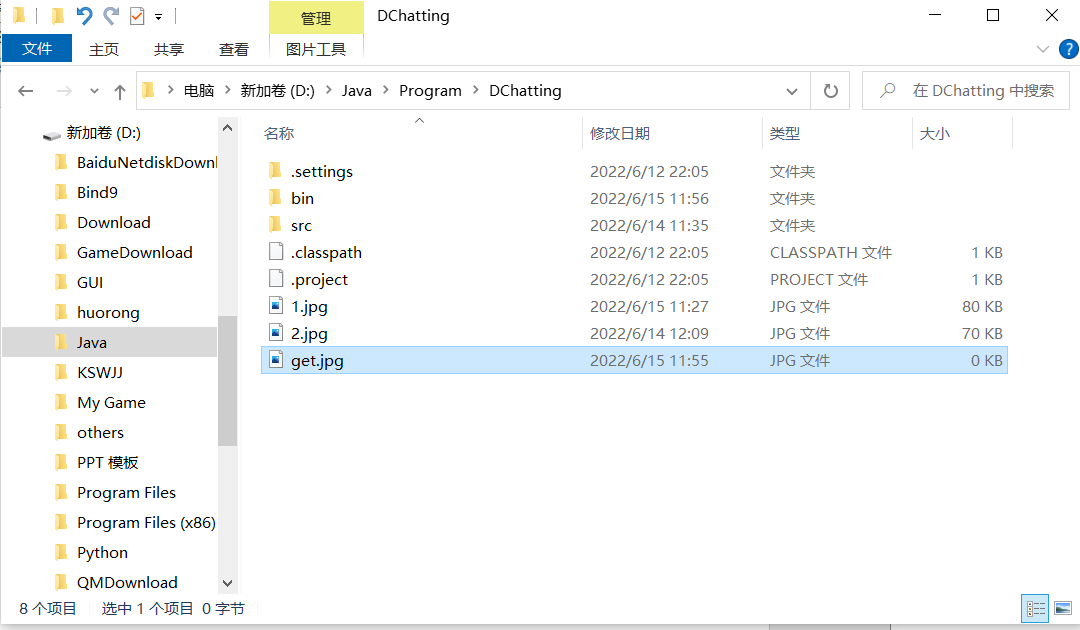 管理
DChatting
文件
主页
共享
查看
图片工具
?
电脑 新加卷 (D:) Java Program DChatting
在 DChatting 中搜索
新加卷 (D:)
BaiduNetdiskDownl
Bind9
Download
GameDownload
GUI
huorong
Java
KSWJJ
My Game
others
PPT 模板
Program Files
Program Files (x86)
Python
QMDownload
名称 修改日期 类型 大小
.settings 2022/6/12 22:05 文件夹
bin 2022/6/15 11:56 文件夹
src 2022/6/14 11:35 文件夹
.classpath 2022/6/12 22:05 CLASSPATH 文件 1 KB
.project 2022/6/12 22:05 PROJECT 文件 1 KB
1.jpg 2022/6/15 11:27 JPG 文件 80 KB
2.jpg 2022/6/14 12:09 JPG 文件 70 KB
get.jpg 2022/6/15 11:55 JPG 文件 0 KB
8 个项目 选中 1 个项目 0 字节